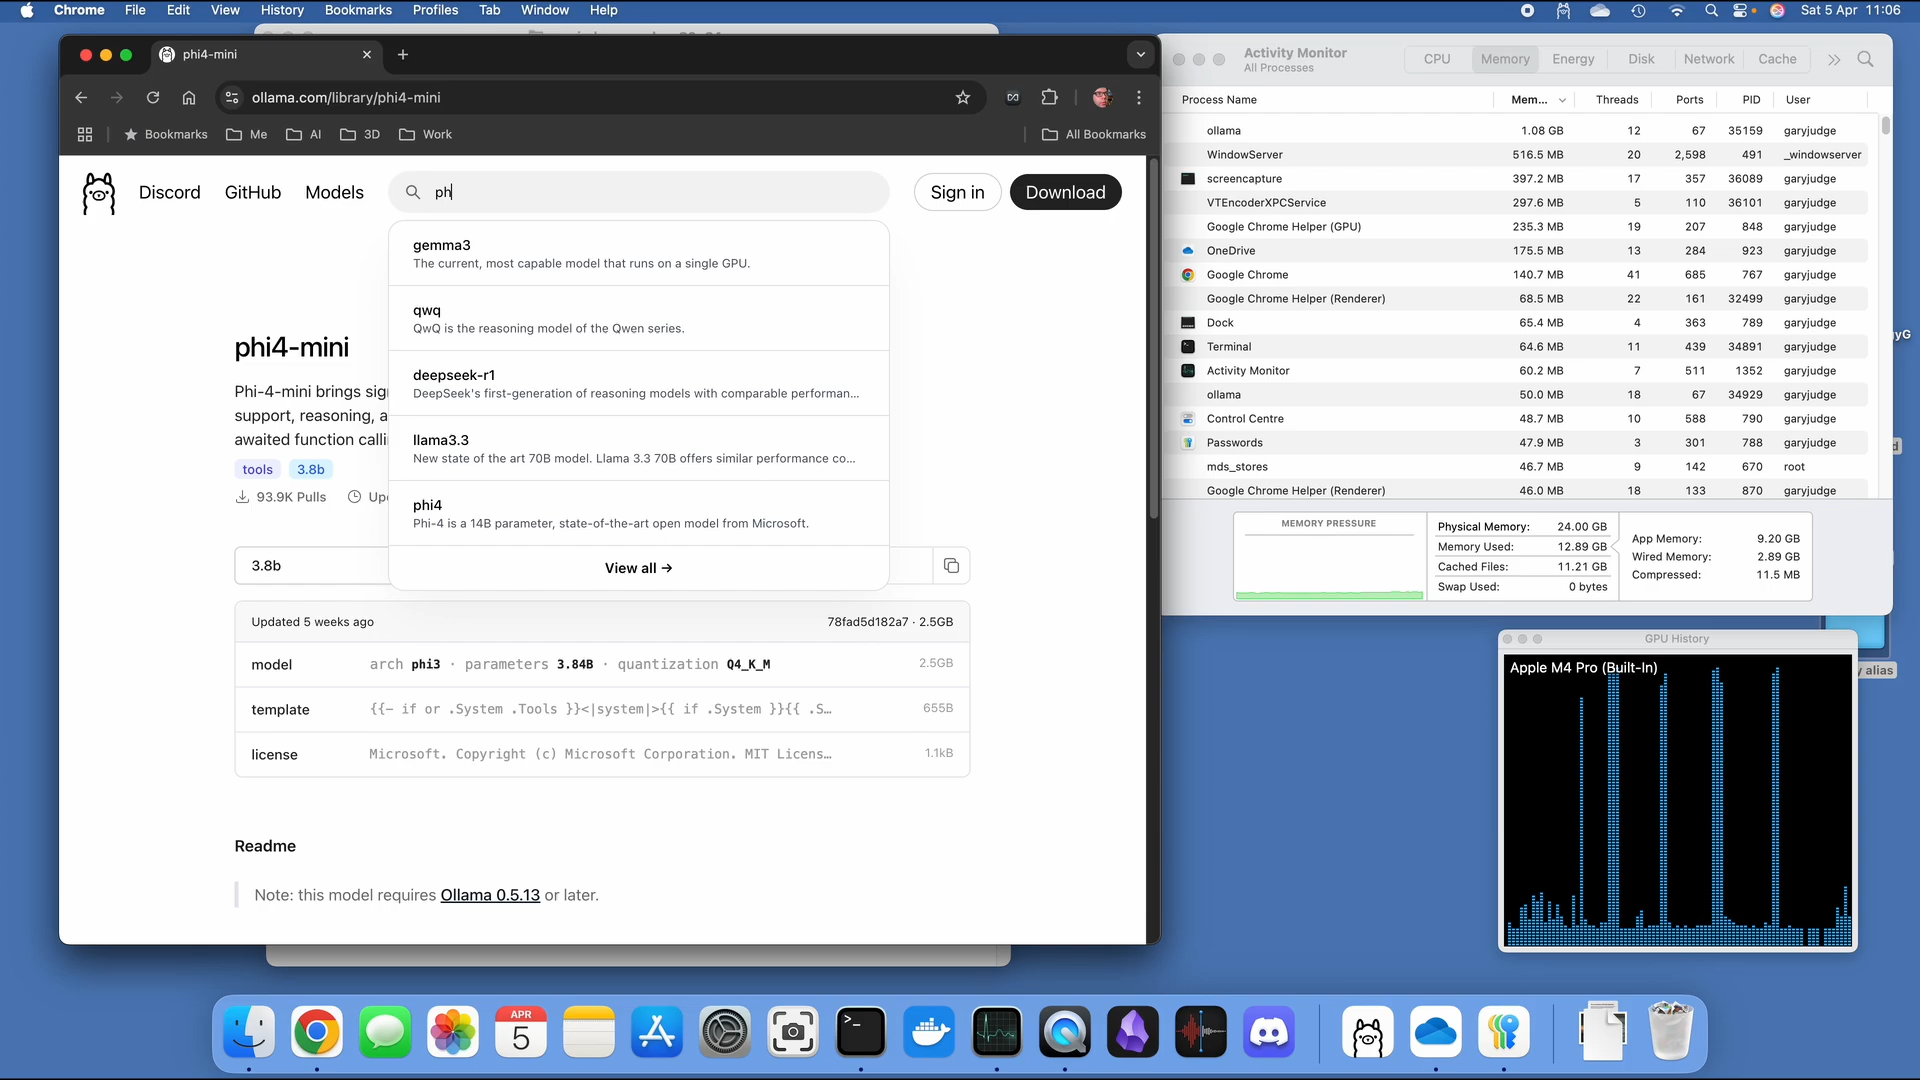 Chrome File Edit View History Bookmarks Profiles Tab Window Help
Sat 5 Apr 11:06
phi4-mini
ollama.com/library/phi4-mini
Bookmarks Me AI 3D Work All Bookmarks
Discord GitHub Models ph Sign in Download
gemma3
The current, most capable model that runs on a single GPU.
qwq
QwQ is the reasoning model of the Qwen series.
deepseek-r1
DeepSeek's first-generation of reasoning models with comparable performan...
llama3.3
New state of the art 70B model. Llama 3.3 70B offers similar performance co...
phi4
Phi-4 is a 14B parameter, state-of-the-art open model from Microsoft.
View all →
phi4-mini
Phi-4-mini brings sig
support, reasoning, a
awaited function calli
tools 3.8b
93.9K Pulls Up
3.8b
Updated 5 weeks ago 78fad5d182a7 · 2.5GB
model arch phi3 · parameters 3.84B · quantization Q4_K_M 2.5GB
template {{- if or .System .Tools }}<|system|>{{ if .System }}{{ .S... 655B
license Microsoft. Copyright (c) Microsoft Corporation. MIT Licens... 1.1kB
Readme
Note: this model requires Ollama 0.5.13 or later.
Activity Monitor
All Processes
CPU Memory Energy Disk Network Cache
Process Name Mem... Threads Ports PID User
ollama 1.08 GB 12 67 35159 garyjudge
WindowServer 516.5 MB 20 2,598 491 _windowserver
screencapture 397.2 MB 17 357 36089 garyjudge
VTEncoderXPCService 297.6 MB 5 110 36101 garyjudge
Google Chrome Helper (GPU) 235.3 MB 19 207 848 garyjudge
OneDrive 175.5 MB 13 284 923 garyjudge
Google Chrome 140.7 MB 41 685 767 garyjudge
Google Chrome Helper (Renderer) 68.5 MB 22 161 32499 garyjudge
Dock 65.4 MB 4 363 789 garyjudge
Terminal 64.6 MB 11 439 34891 garyjudge
Activity Monitor 60.2 MB 7 511 1352 garyjudge
ollama 50.0 MB 18 67 34929 garyjudge
Control Centre 48.7 MB 10 588 790 garyjudge
Passwords 47.9 MB 3 301 788 garyjudge
mds_stores 46.7 MB 9 142 670 root
Google Chrome Helper (Renderer) 46.0 MB 18 133 870 garyjudge
MEMORY PRESSURE
Physical Memory: 24.00 GB
Memory Used: 12.89 GB
Cached Files: 11.21 GB
Swap Used: 0 bytes
App Memory: 9.20 GB
Wired Memory: 2.89 GB
Compressed: 11.5 MB
GPU History
Apple M4 Pro (Built-In)
y alias
APR
5